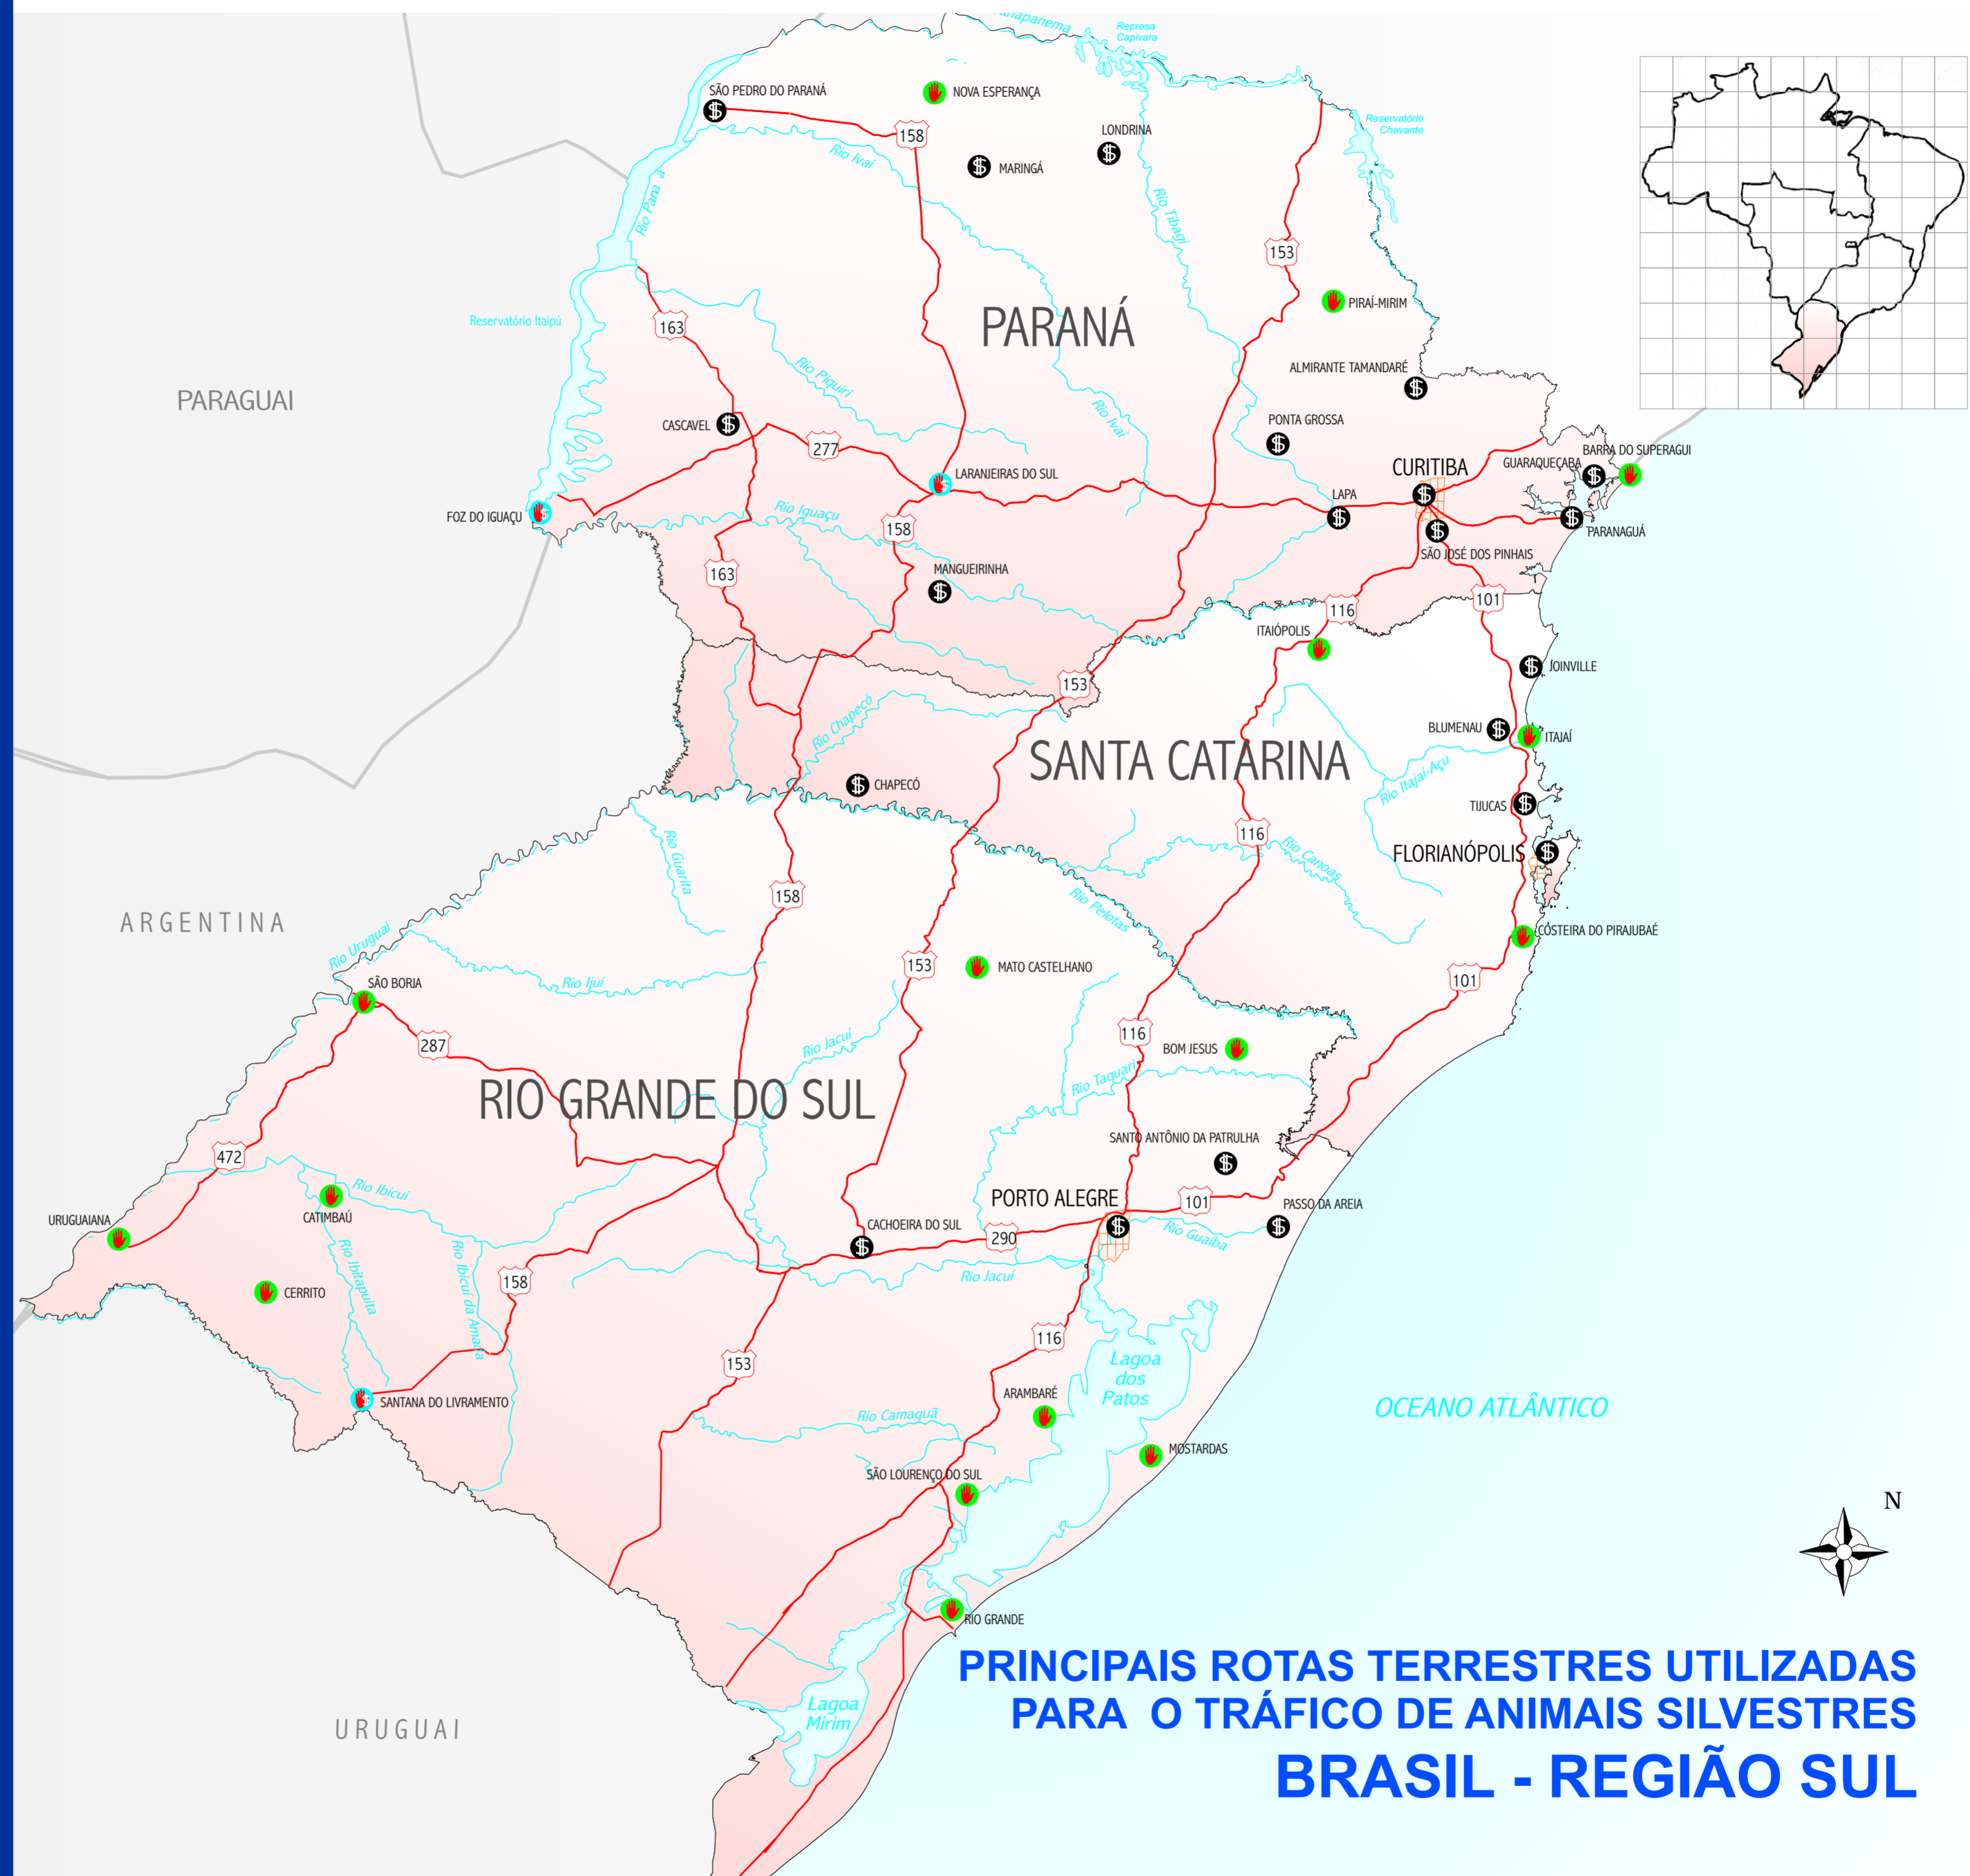 Represa
Capivara
SÃO PEDRO DO PARANÁ
NOVA ESPERANÇA
158
LONDRINA
Reservatório
Chavante
Rio Ivaí
MARINGÁ
Rio Paraná
Rio Tibagi
153
PIRAÍ-MIRIM
Reservatório Itaipú
163
PARANÁ
PARAGUAI
Rio Piquiri
ALMIRANTE TAMANDARÉ
Rio Ivaí
CASCAVEL
PONTA GROSSA
277
BARRA DO SUPERAGUI
GUARAQUEÇABA
CURITIBA
LARANJEIRAS DO SUL
LAPA
FOZ DO IGUAÇU
Rio Iguaçu
158
PARANAGUÁ
SÃO JOSÉ DOS PINHAIS
163
MANGUEIRINHA
101
116
ITAIÓPOLIS
JOINVILLE
153
Rio Chapecó
BLUMENAU
ITAJAÍ
SANTA CATARINA
Rio Itajaí-Açu
CHAPECÓ
TIJUCAS
116
Rio Guarita
Rio Canoas
FLORIANÓPOLIS
158
Rio Pelotas
ARGENTINA
COSTEIRA DO PIRAJUBAÉ
Rio Uruguai
153
MATO CASTELHANO
101
SÃO BORJA
Rio Ijuí
287
Rio Jacuí
116
BOM JESUS
Rio Taquari
RIO GRANDE DO SUL
SANTO ANTÔNIO DA PATRULHA
472
Rio Ibicui
PORTO ALEGRE
101
PASSO DA AREIA
CATIMBAÚ
URUGUAIANA
CACHOEIRA DO SUL
290
Rio Guaíba
Rio Ibitapuita
Rio Ibicuí da Amada
158
Rio Jacuí
CERRITO
116
153
Lagoa
dos
Patos
SANTANA DO LIVRAMENTO
ARAMBARÉ
OCEANO ATLÂNTICO
Rio Camaquã
MOSTARDAS
SÃO LOURENÇO DO SUL
N
RIO GRANDE
PRINCIPAIS ROTAS TERRESTRES UTILIZADAS
PARA O TRÁFICO DE ANIMAIS SILVESTRES
BRASIL - REGIÃO SUL
Lagoa
Mirim
URUGUAI